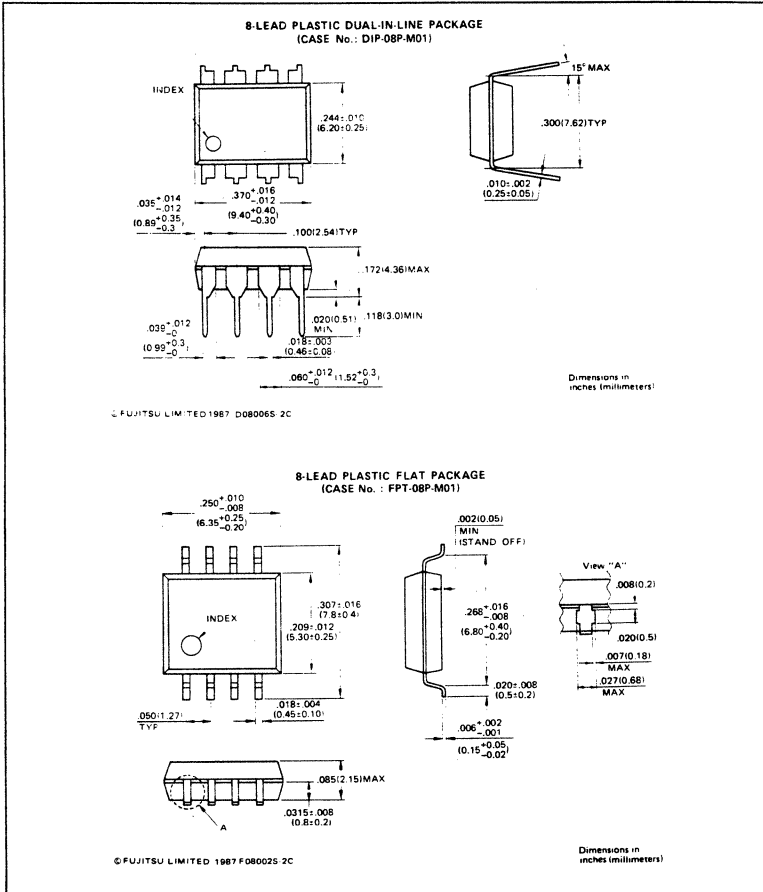 8-LEAD PLASTIC DUAL-IN-LINE PACKAGE
(CASE No.: DIP-08P-M01)
INDEX
15° MAX
.244±.010
(6.20±0.25)
.300(7.62)TYP
.010±.002
(0.25±0.05)
.035+.014
-.012
(0.89+0.35
-0.3)
.370+.016
-.012
(9.40+0.40
-0.30)
.100(2.54)TYP
.172(4.36)MAX
.118(3.0)MIN
.020(0.51)
MIN
.039+.012
-0
(0.99+0.3
-0)
.018±.003
(0.46±0.08)
.060+.012
-0 (1.52+0.3
-0)
Dimensions in
inches (millimeters)
© FUJITSU LIMITED 1987 D08006S-2C
8-LEAD PLASTIC FLAT PACKAGE
(CASE No. : FPT-08P-M01)
.250+.010
-.008
(6.35+0.25
-0.20)
.002(0.05)
MIN
(STAND OFF)
View "A"
.008(0.2)
.307±.016
(7.8±0.4)
INDEX
.209±.012
(5.30±0.25)
.268+.016
-.008
(6.80+0.40
-0.20)
.020(0.5)
.007(0.18)
MAX
.027(0.68)
MAX
.020±.008
(0.5±0.2)
.018±.004
(0.45±0.10)
.050(1.27)
TYP
.006+.002
-.001
(0.15+0.05
-0.02)
.085(2.15)MAX
.0315±.008
(0.8±0.2)
A
© FUJITSU LIMITED 1987 F08002S-2C
Dimensions in
inches (millimeters)